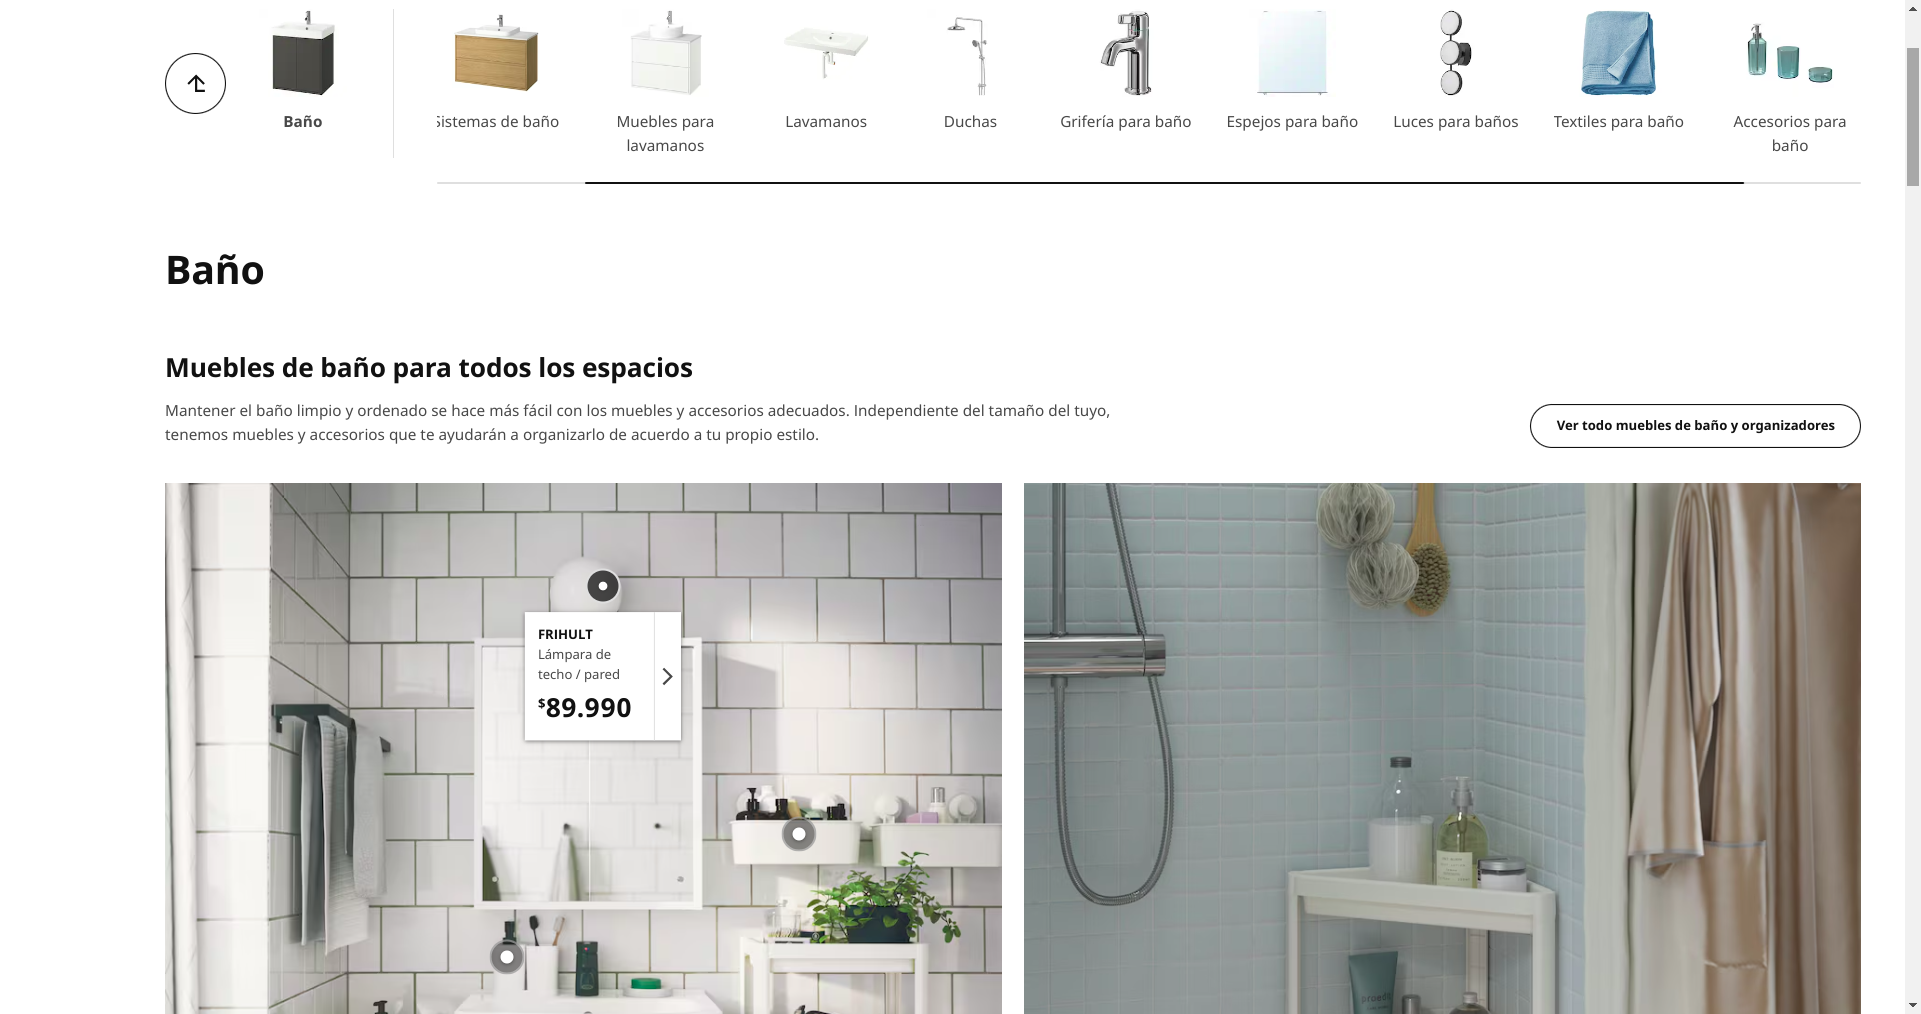 Baño
Sistemas de baño
Muebles para
lavamanos
Lavamanos
Duchas
Grifería para baño
Espejos para baño
Luces para baños
Textiles para baño
Accesorios para
baño
Baño
Muebles de baño para todos los espacios
Mantener el baño limpio y ordenado se hace más fácil con los muebles y accesorios adecuados. Independiente del tamaño del tuyo,
tenemos muebles y accesorios que te ayudarán a organizarlo de acuerdo a tu propio estilo.
Ver todo muebles de baño y organizadores
FRIHULT
Lámpara de
techo / pared
$89.990